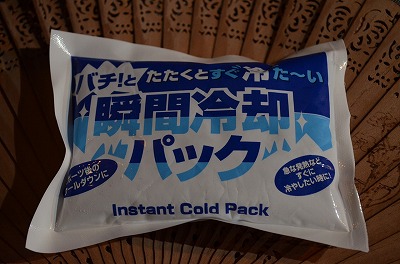 バチ!と たたくとすぐ冷た〜い
瞬間冷却
パック
スポーツ後の
クールダウンに
急な発熱など、
すぐに
冷やしたい時に!
Instant Cold Pack